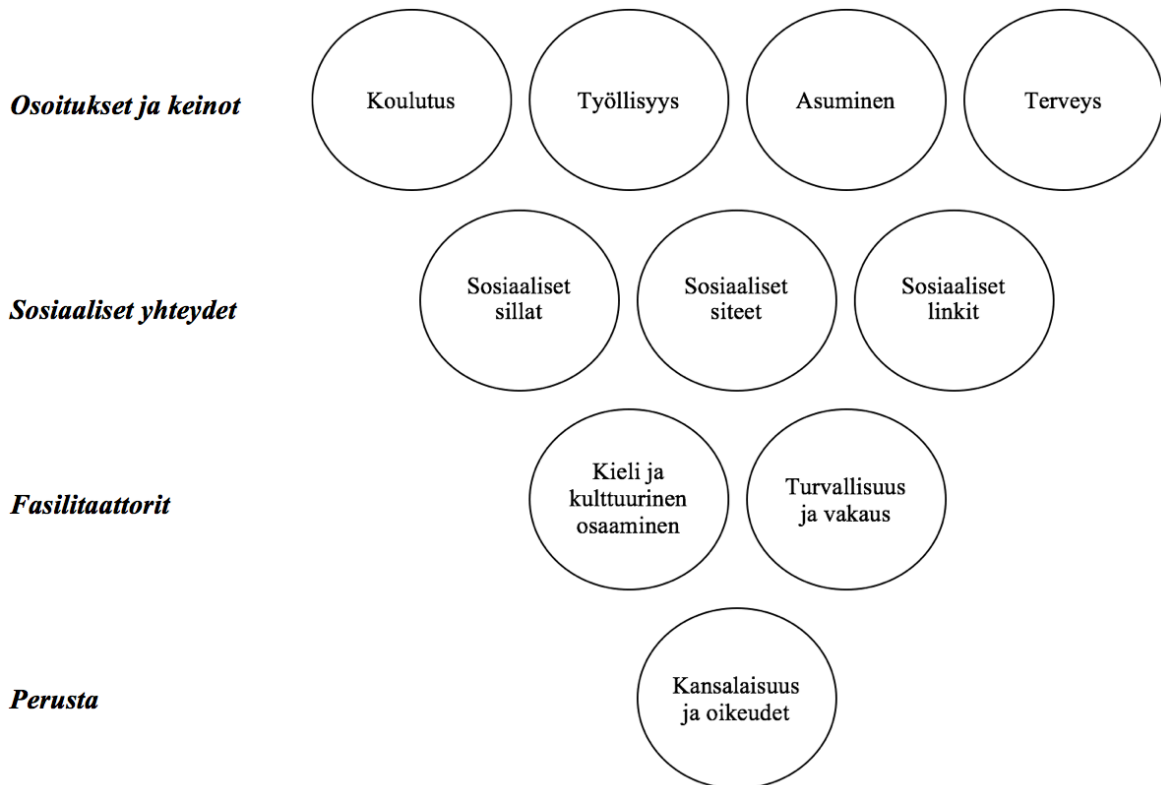 Osoitukset ja keinot
Koulutus
Työllisyys
Asuminen
Terveys
Sosiaaliset yhteydet
Sosiaaliset
sillat
Sosiaaliset
siteet
Sosiaaliset
linkit
Fasilitaattorit
Kieli ja
kulttuurinen
osaaminen
Turvallisuus
ja vakaus
Perusta
Kansalaisuus
ja oikeudet